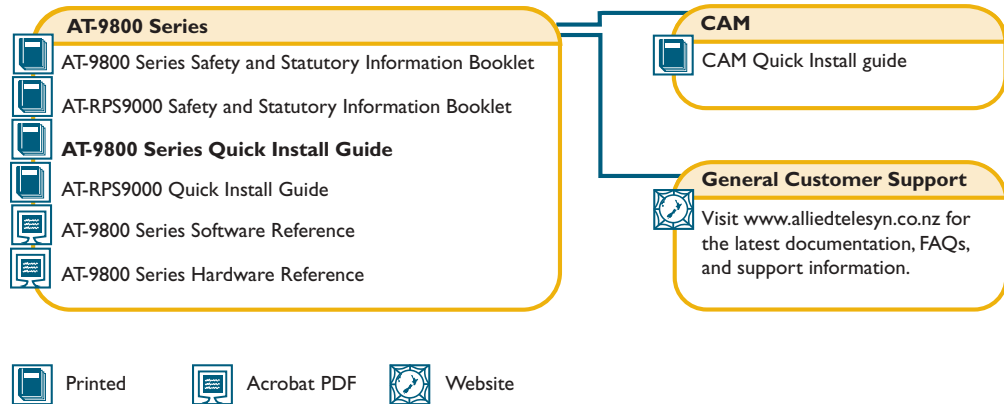 AT-9800 Series
AT-9800 Series Safety and Statutory Information Booklet
AT-RPS9000 Safety and Statutory Information Booklet
AT-9800 Series Quick Install Guide
AT-RPS9000 Quick Install Guide
AT-9800 Series Software Reference
AT-9800 Series Hardware Reference
CAM
CAM Quick Install guide
General Customer Support
Visit www.alliedtelesyn.co.nz for
the latest documentation, FAQs,
and support information.
Printed
Acrobat PDF
Website